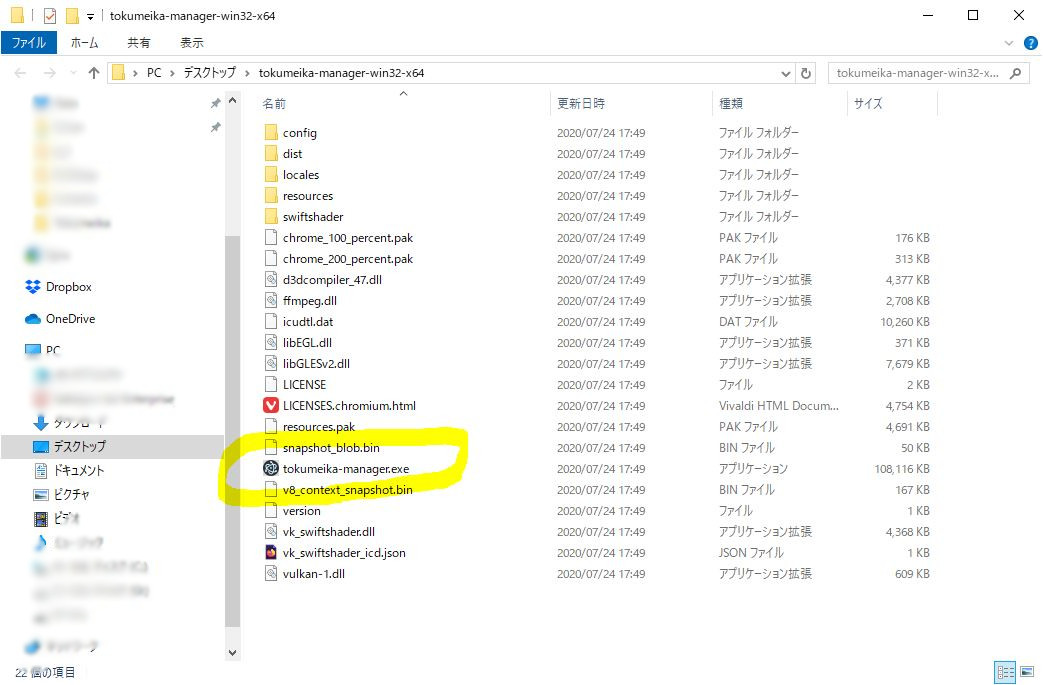 tokumeika-manager-win32-x64
ファイル ホーム 共有 表示
PC デスクトップ tokumeika-manager-win32-x64 tokumeika-manager-win32-x...
Dropbox
OneDrive
PC
ダウンロード
デスクトップ
ドキュメント
ピクチャ
ビデオ
ミュージック
ネットワーク
名前 更新日時 種類 サイズ
config 2020/07/24 17:49 ファイル フォルダー
dist 2020/07/24 17:49 ファイル フォルダー
locales 2020/07/24 17:49 ファイル フォルダー
resources 2020/07/24 17:49 ファイル フォルダー
swiftshader 2020/07/24 17:49 ファイル フォルダー
chrome_100_percent.pak 2020/07/24 17:49 PAK ファイル 176 KB
chrome_200_percent.pak 2020/07/24 17:49 PAK ファイル 313 KB
d3dcompiler_47.dll 2020/07/24 17:49 アプリケーション拡張 4,377 KB
ffmpeg.dll 2020/07/24 17:49 アプリケーション拡張 2,708 KB
icudtl.dat 2020/07/24 17:49 DAT ファイル 10,260 KB
libEGL.dll 2020/07/24 17:49 アプリケーション拡張 371 KB
libGLESv2.dll 2020/07/24 17:49 アプリケーション拡張 7,679 KB
LICENSE 2020/07/24 17:49 ファイル 2 KB
LICENSES.chromium.html 2020/07/24 17:49 Vivaldi HTML Docum... 4,754 KB
resources.pak 2020/07/24 17:49 PAK ファイル 4,691 KB
snapshot_blob.bin 2020/07/24 17:49 BIN ファイル 50 KB
tokumeika-manager.exe 2020/07/24 17:49 アプリケーション 108,116 KB
v8_context_snapshot.bin 2020/07/24 17:49 BIN ファイル 167 KB
version 2020/07/24 17:49 ファイル 1 KB
vk_swiftshader.dll 2020/07/24 17:49 アプリケーション拡張 4,368 KB
vk_swiftshader_icd.json 2020/07/24 17:49 JSON ファイル 1 KB
vulkan-1.dll 2020/07/24 17:49 アプリケーション拡張 609 KB
22 個の項目